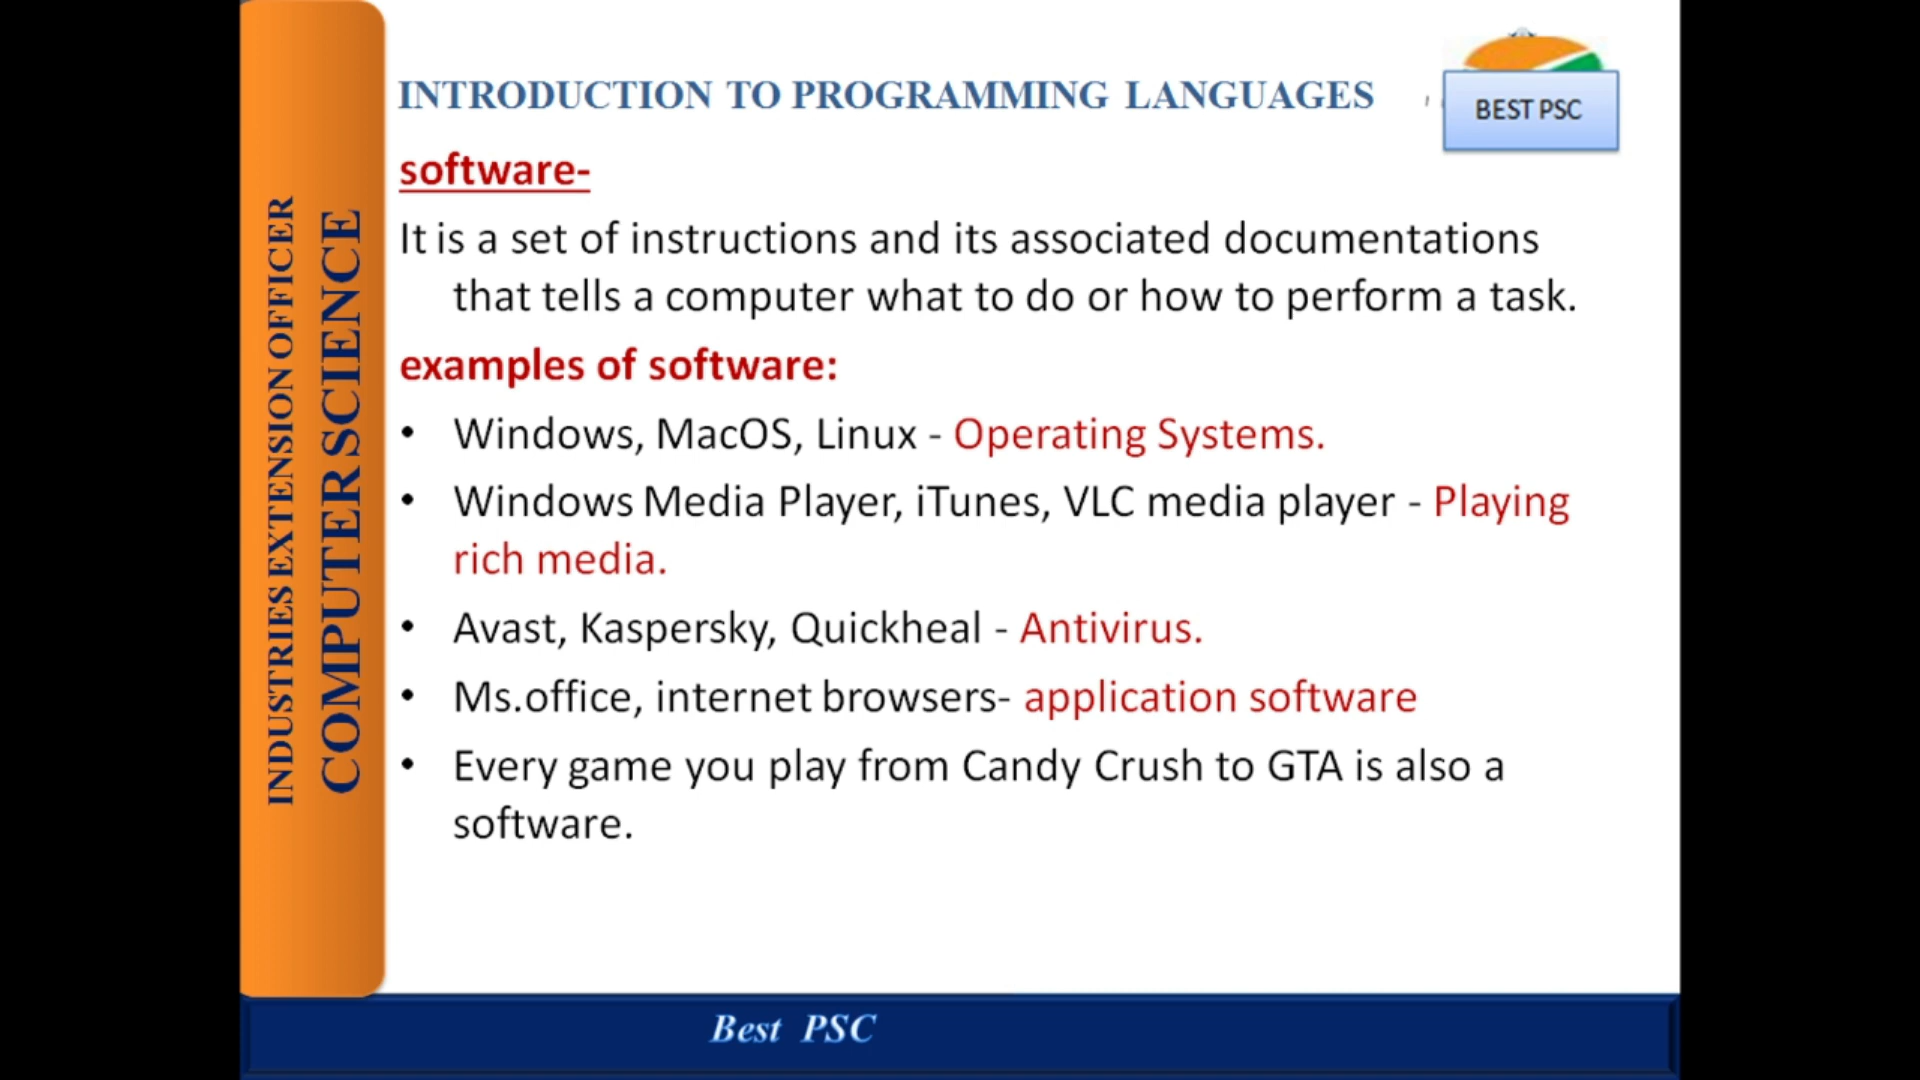 INTRODUCTION TO PROGRAMMING LANGUAGES
BEST PSC
software-
It is a set of instructions and its associated documentations
that tells a computer what to do or how to perform a task.
examples of software:
• Windows, MacOS, Linux - Operating Systems.
• Windows Media Player, iTunes, VLC media player - Playing
rich media.
• Avast, Kaspersky, Quickheal - Antivirus.
• Ms.office, internet browsers- application software
• Every game you play from Candy Crush to GTA is also a
software.
INDUSTRIES EXTENSION OFFICER
COMPUTER SCIENCE
Best PSC